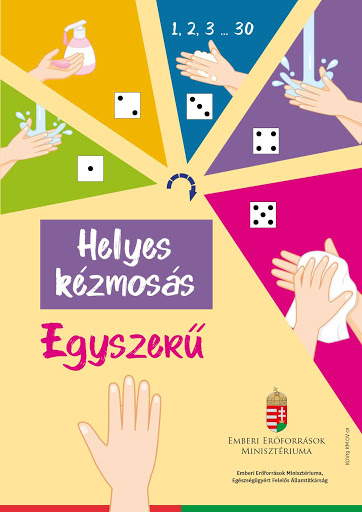 1, 2, 3 ... 30
Helyes
kézmosás
Egyszerű
Emberi Erőforrások
Minisztériuma
Emberi Erőforrások Minisztériuma,
Egészségügyért Felelős Államtitkárság